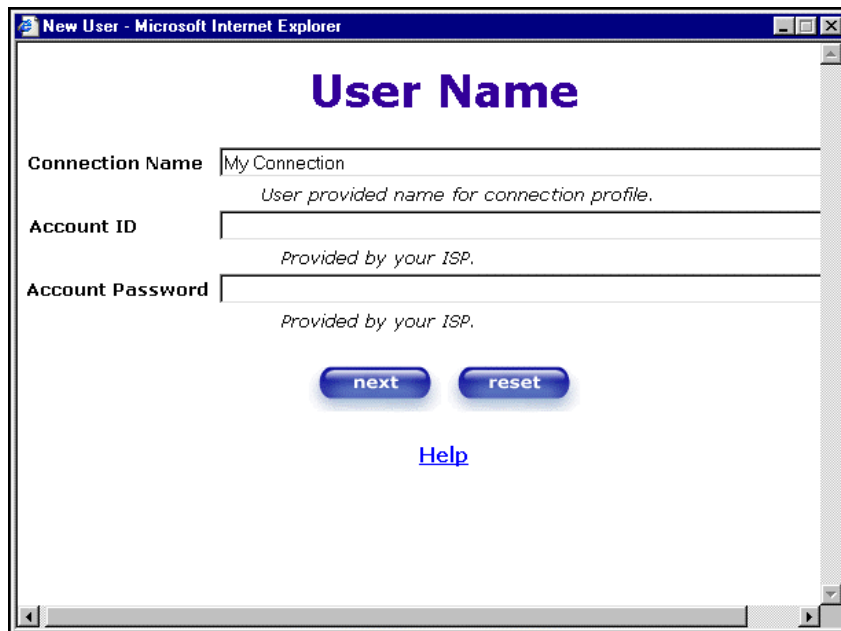 New User - Microsoft Internet Explorer
User Name
Connection Name My Connection
User provided name for connection profile.
Account ID
Provided by your ISP.
Account Password
Provided by your ISP.
next reset
Help